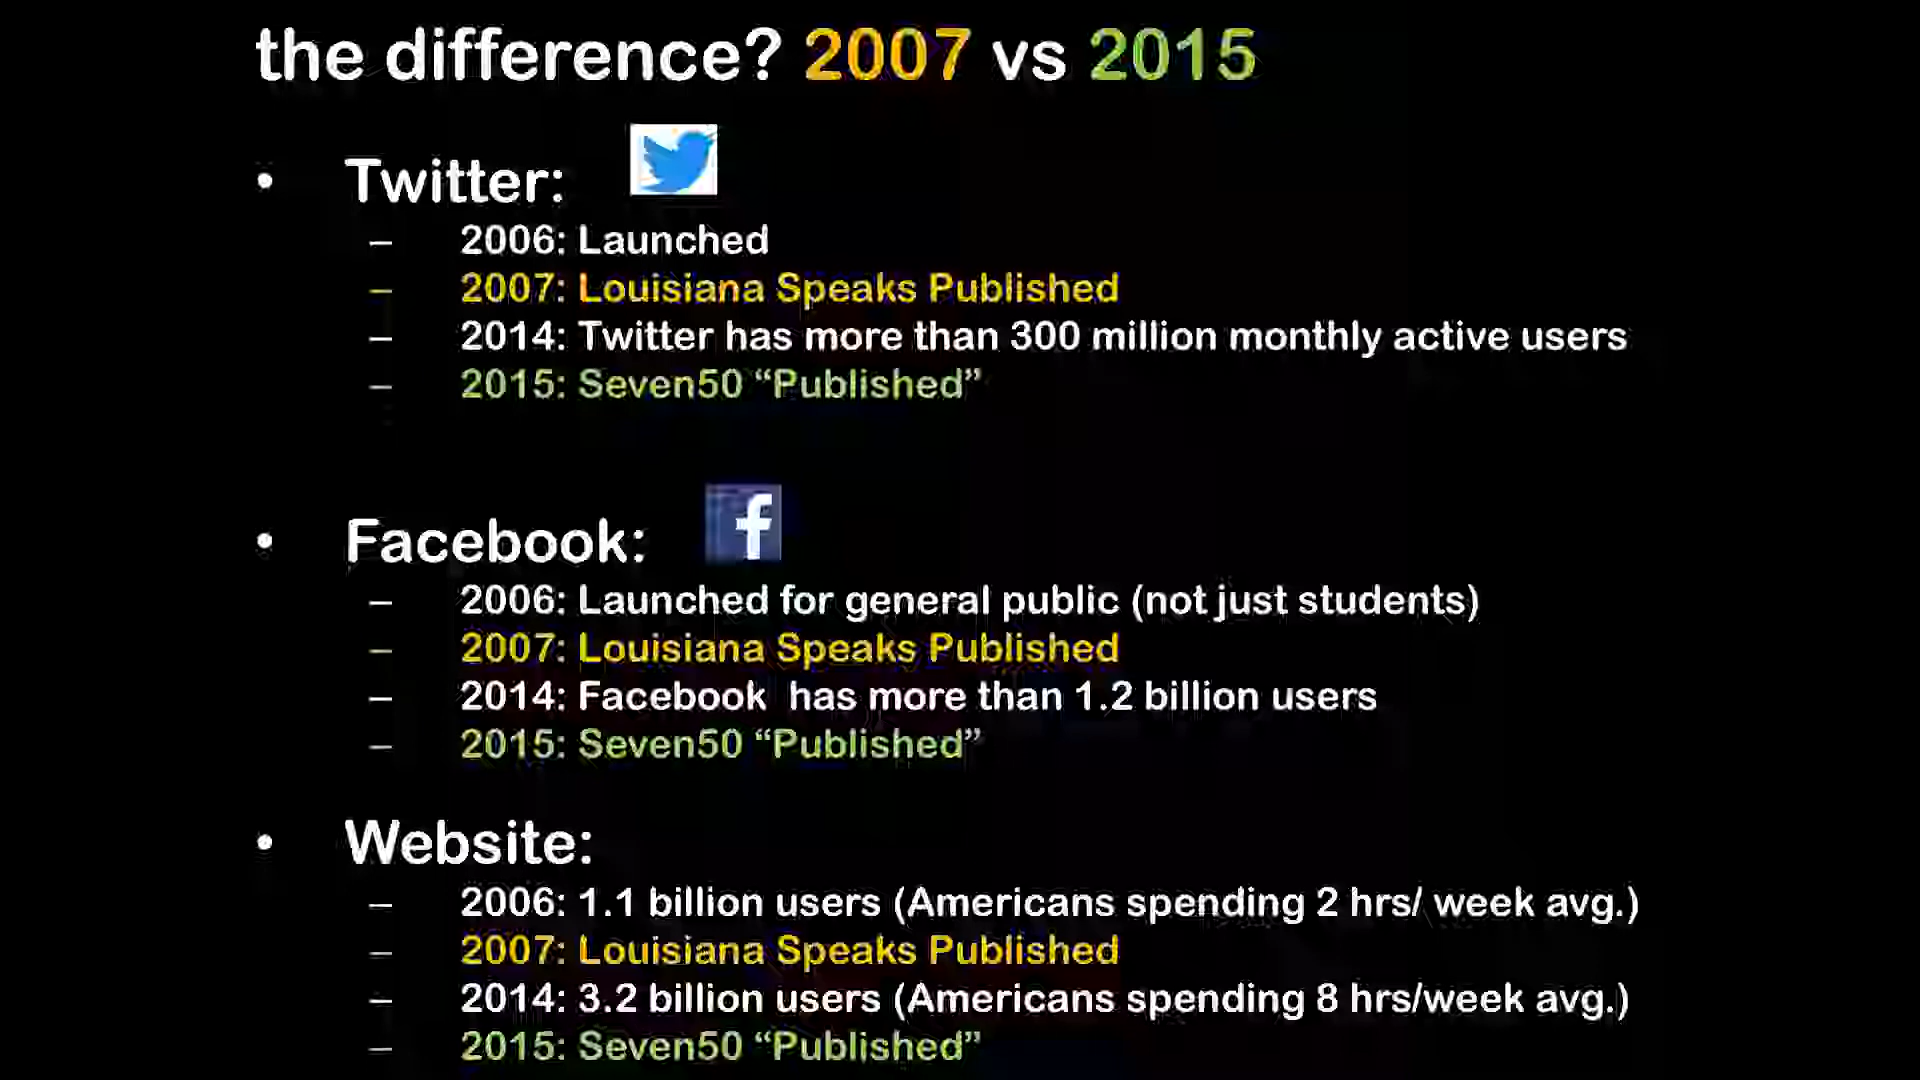 the difference? 2007 vs 2015
• Twitter:
– 2006: Launched
– 2007: Louisiana Speaks Published
– 2014: Twitter has more than 300 million monthly active users
– 2015: Seven50 “Published”
• Facebook:
– 2006: Launched for general public (not just students)
– 2007: Louisiana Speaks Published
– 2014: Facebook  has more than 1.2 billion users
– 2015: Seven50 “Published”
• Website:
– 2006: 1.1 billion users (Americans spending 2 hrs/ week avg.)
– 2007: Louisiana Speaks Published
– 2014: 3.2 billion users (Americans spending 8 hrs/week avg.)
– 2015: Seven50 “Published”